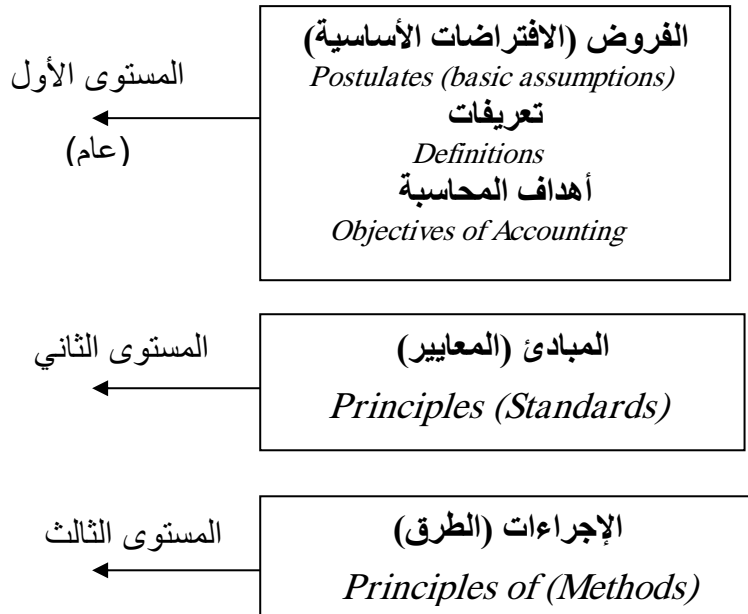 الفروض (الافتراضات الأساسية)
Postulates (basic assumptions)
تعريفات
Definitions
أهداف المحاسبة
Objectives of Accounting
المستوى الأول
(عام)
المبادئ (المعايير)
Principles (Standards)
المستوى الثاني
الإجراءات (الطرق)
Principles of (Methods)
المستوى الثالث